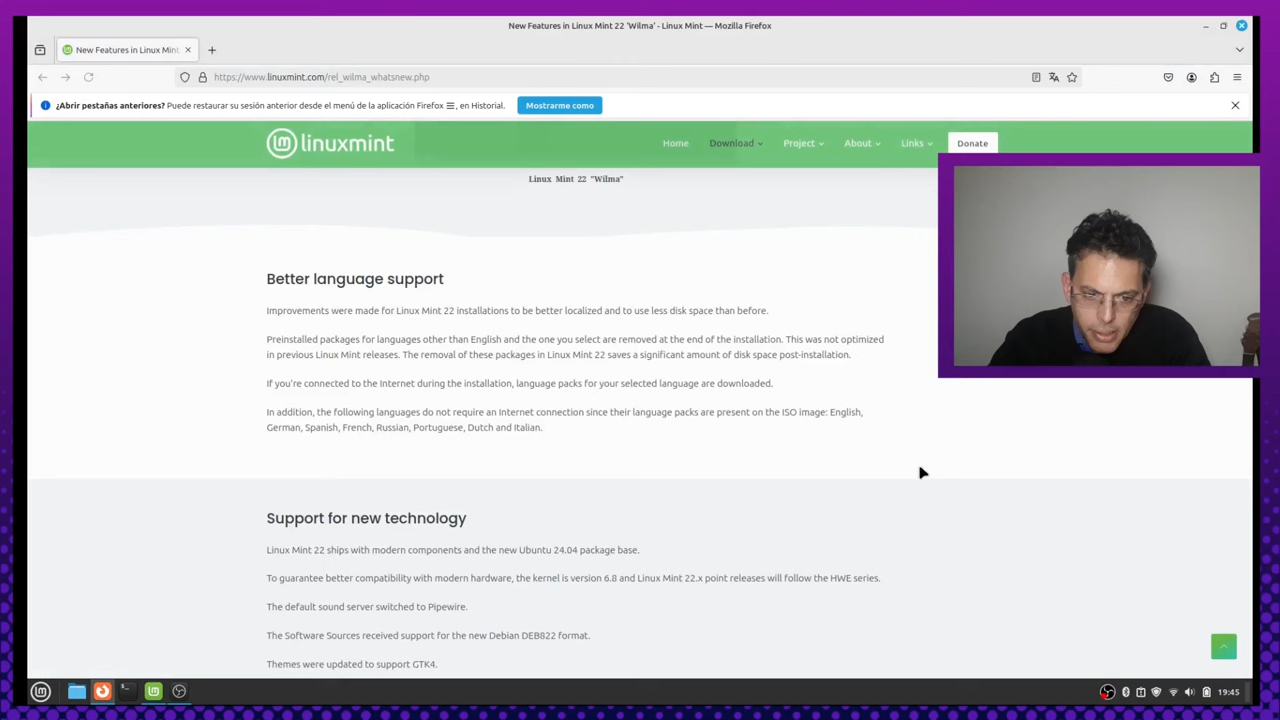 New Features in Linux Mint 22 'Wilma' - Linux Mint — Mozilla Firefox
New Features in Linux Mint
https://www.linuxmint.com/rel_wilma_whatsnew.php
¿Abrir pestañas anteriores? Puede restaurar su sesión anterior desde el menú de la aplicación Firefox ☰, en Historial.
Mostrarme como
linuxmint
Home
Download
Project
About
Links
Donate
Linux Mint 22 "Wilma"
Better language support
Improvements were made for Linux Mint 22 installations to be better localized and to use less disk space than before.
Preinstalled packages for languages other than English and the one you select are removed at the end of the installation. This was not optimized
in previous Linux Mint releases. The removal of these packages in Linux Mint 22 saves a significant amount of disk space post-installation.
If you're connected to the Internet during the installation, language packs for your selected language are downloaded.
In addition, the following languages do not require an Internet connection since their language packs are present on the ISO image: English,
German, Spanish, French, Russian, Portuguese, Dutch and Italian.
Support for new technology
Linux Mint 22 ships with modern components and the new Ubuntu 24.04 package base.
To guarantee better compatibility with modern hardware, the kernel is version 6.8 and Linux Mint 22.x point releases will follow the HWE series.
The default sound server switched to Pipewire.
The Software Sources received support for the new Debian DEB822 format.
Themes were updated to support GTK4.
19:45